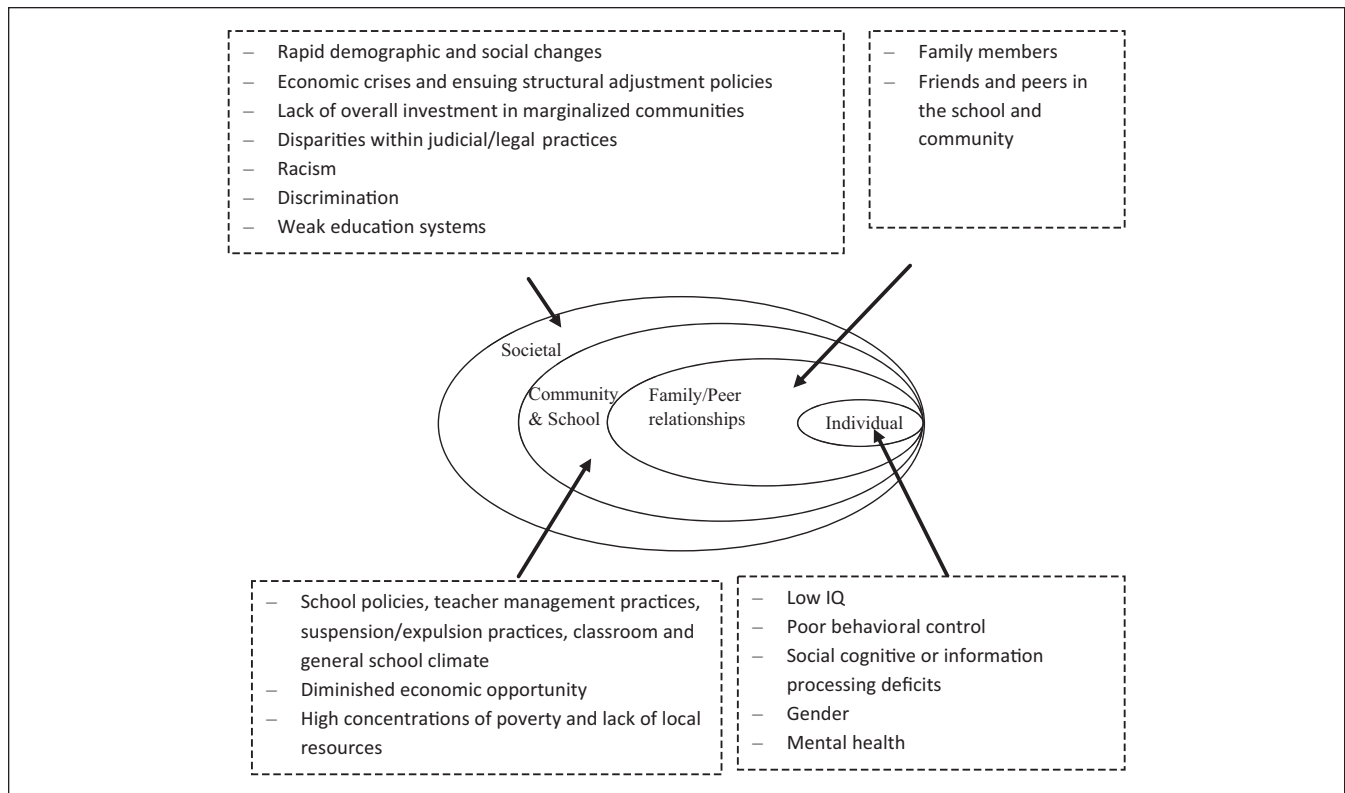 – Rapid demographic and social changes
– Economic crises and ensuing structural adjustment policies
– Lack of overall investment in marginalized communities
– Disparities within judicial/legal practices
– Racism
– Discrimination
– Weak education systems
– Family members
– Friends and peers in
the school and
community
Societal
Community
& School
Family/Peer
relationships
Individual
– School policies, teacher management practices,
suspension/expulsion practices, classroom and
general school climate
– Diminished economic opportunity
– High concentrations of poverty and lack of local
resources
– Low IQ
– Poor behavioral control
– Social cognitive or information
processing deficits
– Gender
– Mental health